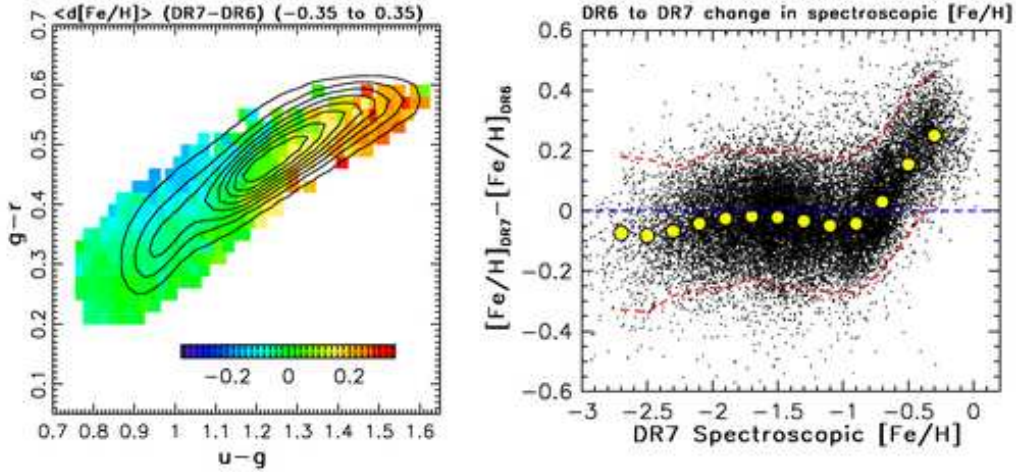 <d[Fe/H]> (DR7-DR6) (-0.35 to 0.35)
0.7
0.6
0.5
0.4
0.3
0.2
0.1
g-r
-0.2 0 0.2
0.7 0.8 0.9 1 1.1 1.2 1.3 1.4 1.5 1.6
u-g
DR6 to DR7 change in spectroscopic [Fe/H]
0.6
0.4
0.2
0
-0.2
-0.4
-0.6
[Fe/H]DR7-[Fe/H]DR6
-3 -2.5 -2 -1.5 -1 -0.5 0
DR7 Spectroscopic [Fe/H]